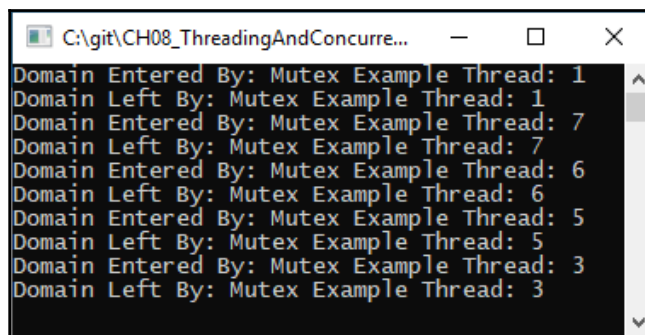 C:\git\CH08_ThreadingAndConcurre...
Domain Entered By: Mutex Example Thread: 1
Domain Left By: Mutex Example Thread: 1
Domain Entered By: Mutex Example Thread: 7
Domain Left By: Mutex Example Thread: 7
Domain Entered By: Mutex Example Thread: 6
Domain Left By: Mutex Example Thread: 6
Domain Entered By: Mutex Example Thread: 5
Domain Left By: Mutex Example Thread: 5
Domain Entered By: Mutex Example Thread: 3
Domain Left By: Mutex Example Thread: 3